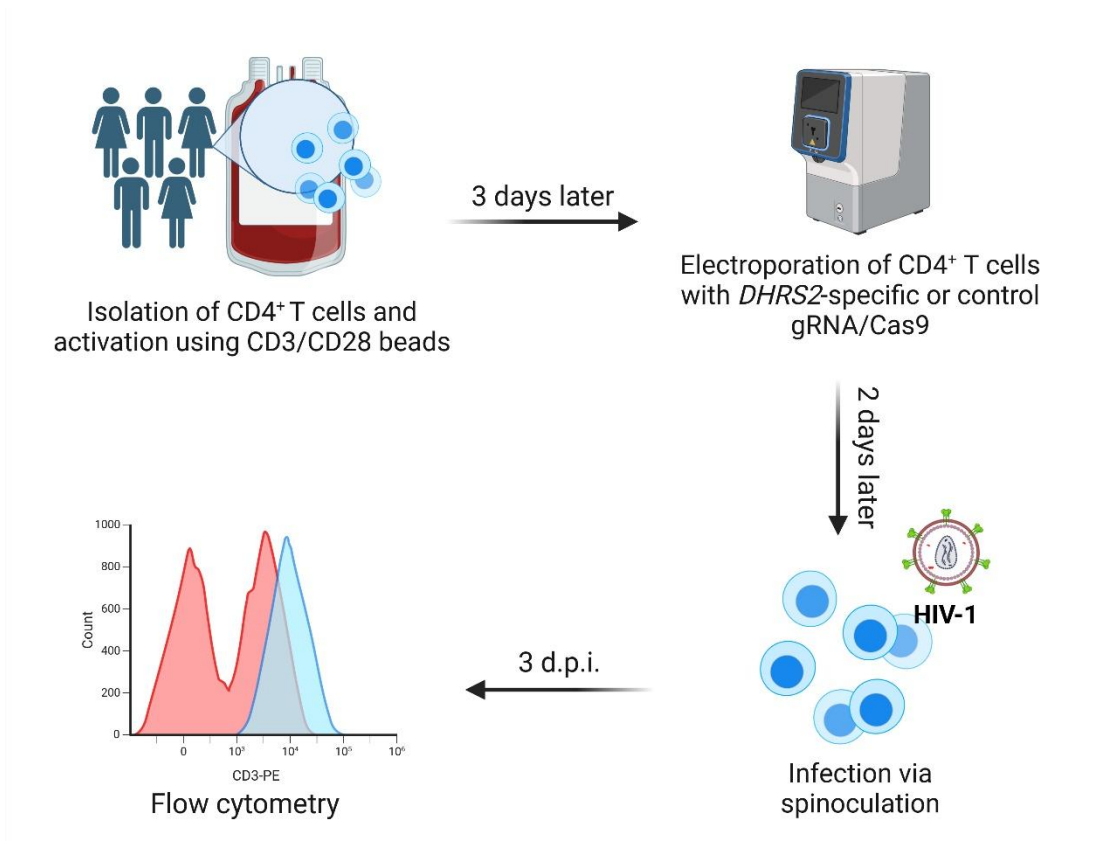 Isolation of CD4⁺ T cells and
activation using CD3/CD28 beads
3 days later
Electroporation of CD4⁺ T cells
with DHRS2-specific or control
gRNA/Cas9
2 days later
HIV-1
Infection via
spinoculation
3 d.p.i.
1000
800
600
400
200
0
Count
0
10³
10⁴
10⁵
10⁶
CD3-PE
Flow cytometry